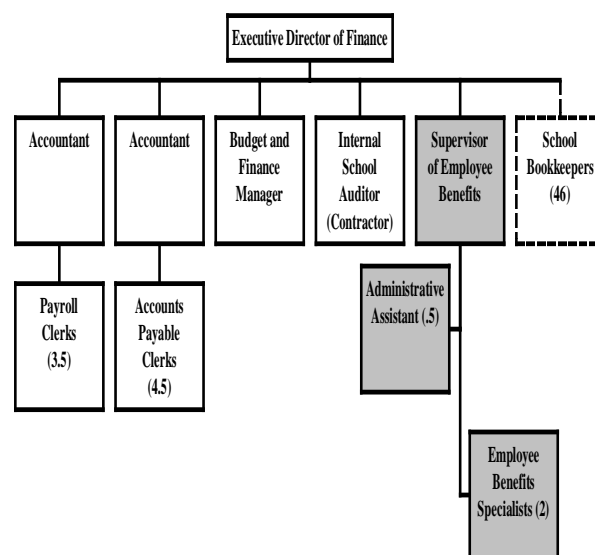 Executive Director of Finance
Accountant
Accountant
Budget and
Finance
Manager
Internal
School
Auditor
(Contractor)
Supervisor
of Employee
Benefits
School
Bookkeepers
(46)
Payroll
Clerks
(3.5)
Accounts
Payable
Clerks
(4.5)
Administrative
Assistant (.5)
Employee
Benefits
Specialists (2)